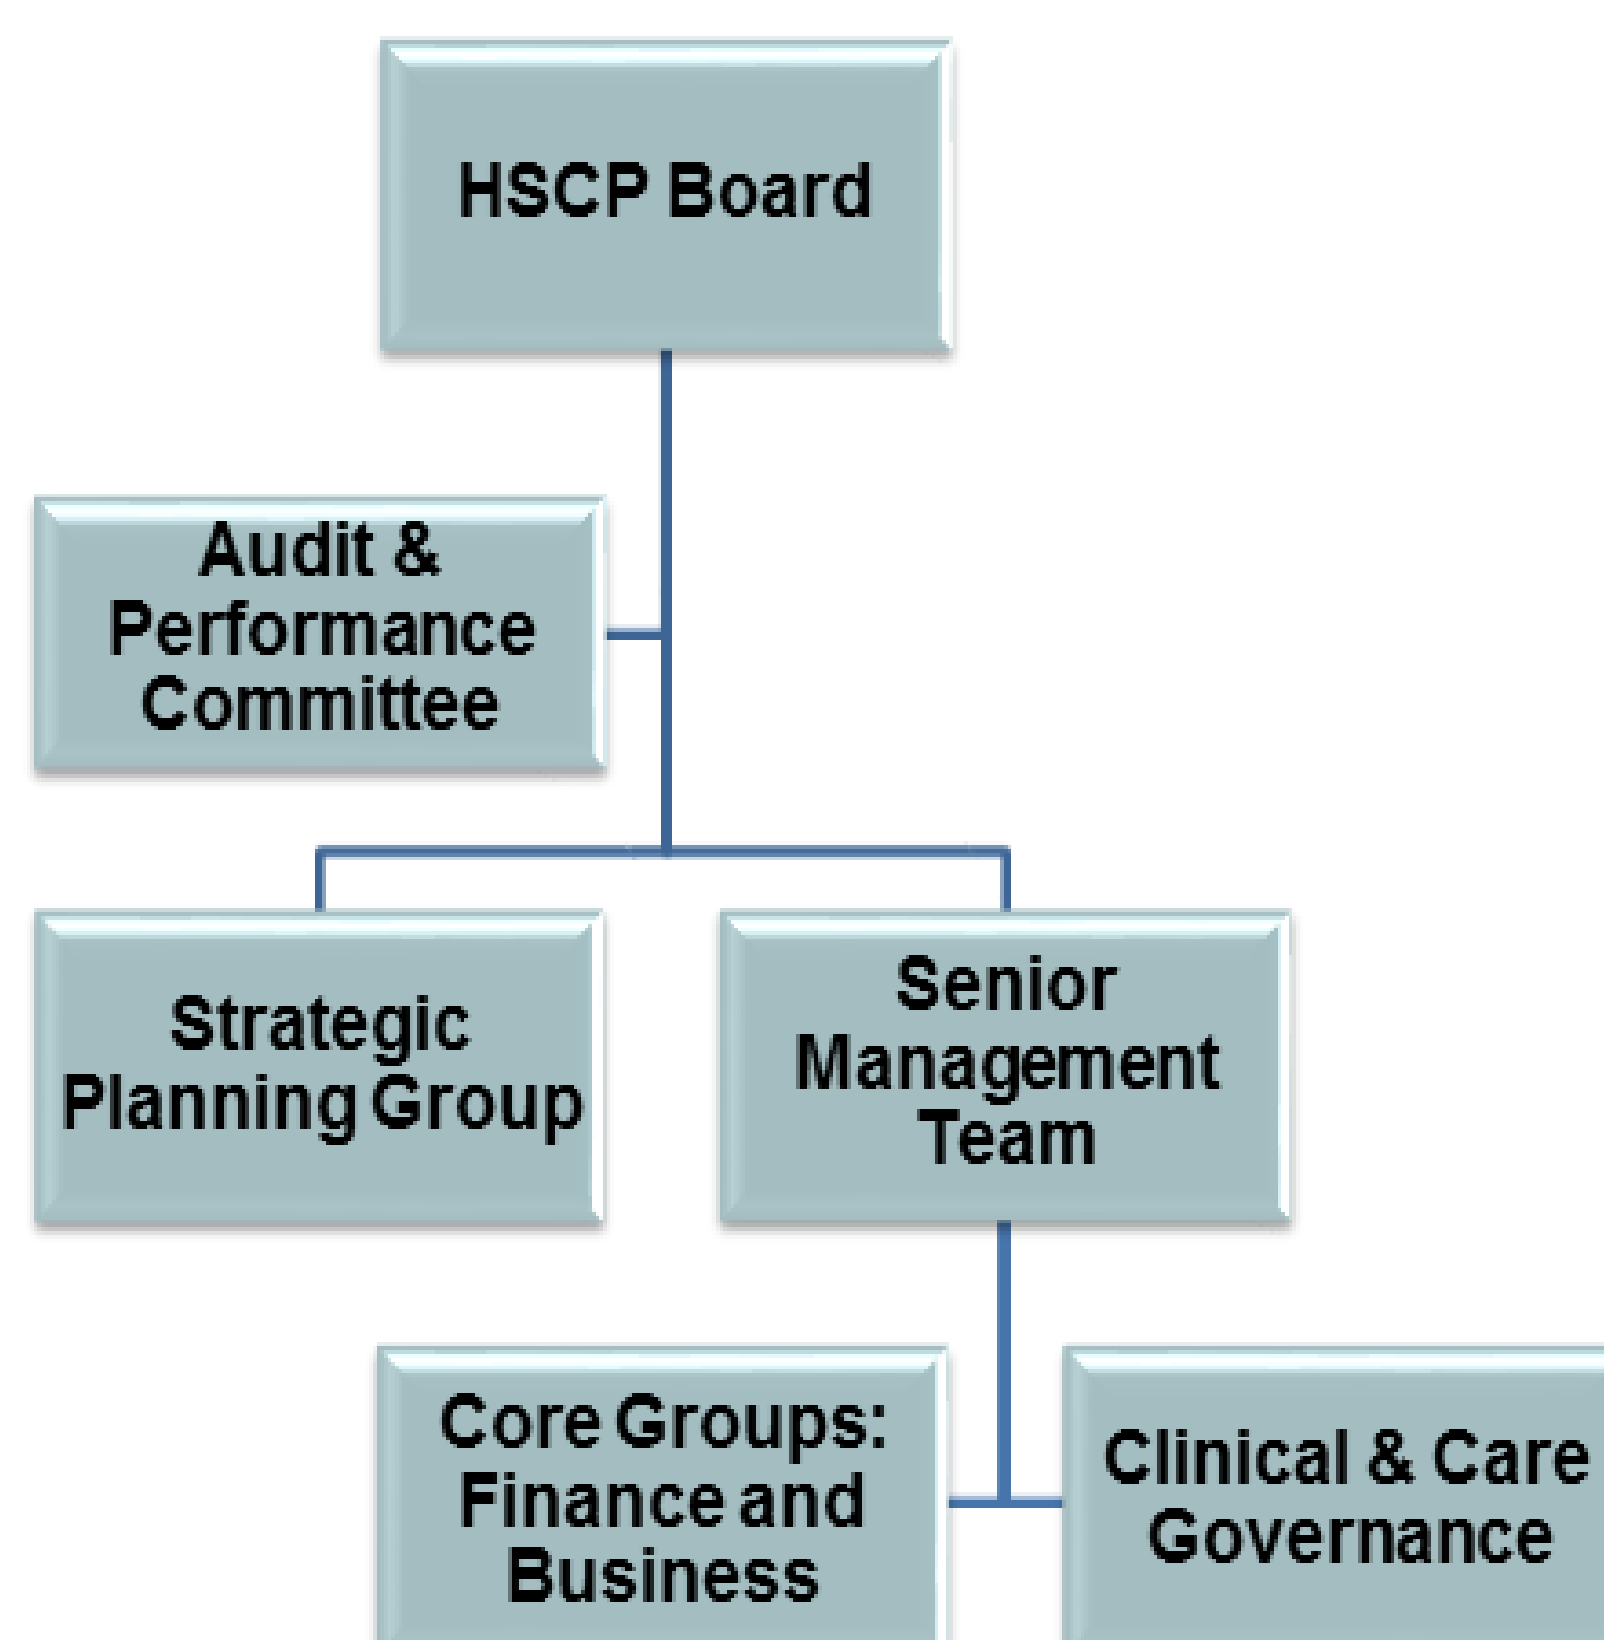 HSCP Board
Audit &
Performance
Committee
Strategic
Planning Group
Senior
Management
Team
Core Groups:
Finance and
Business
Clinical & Care
Governance